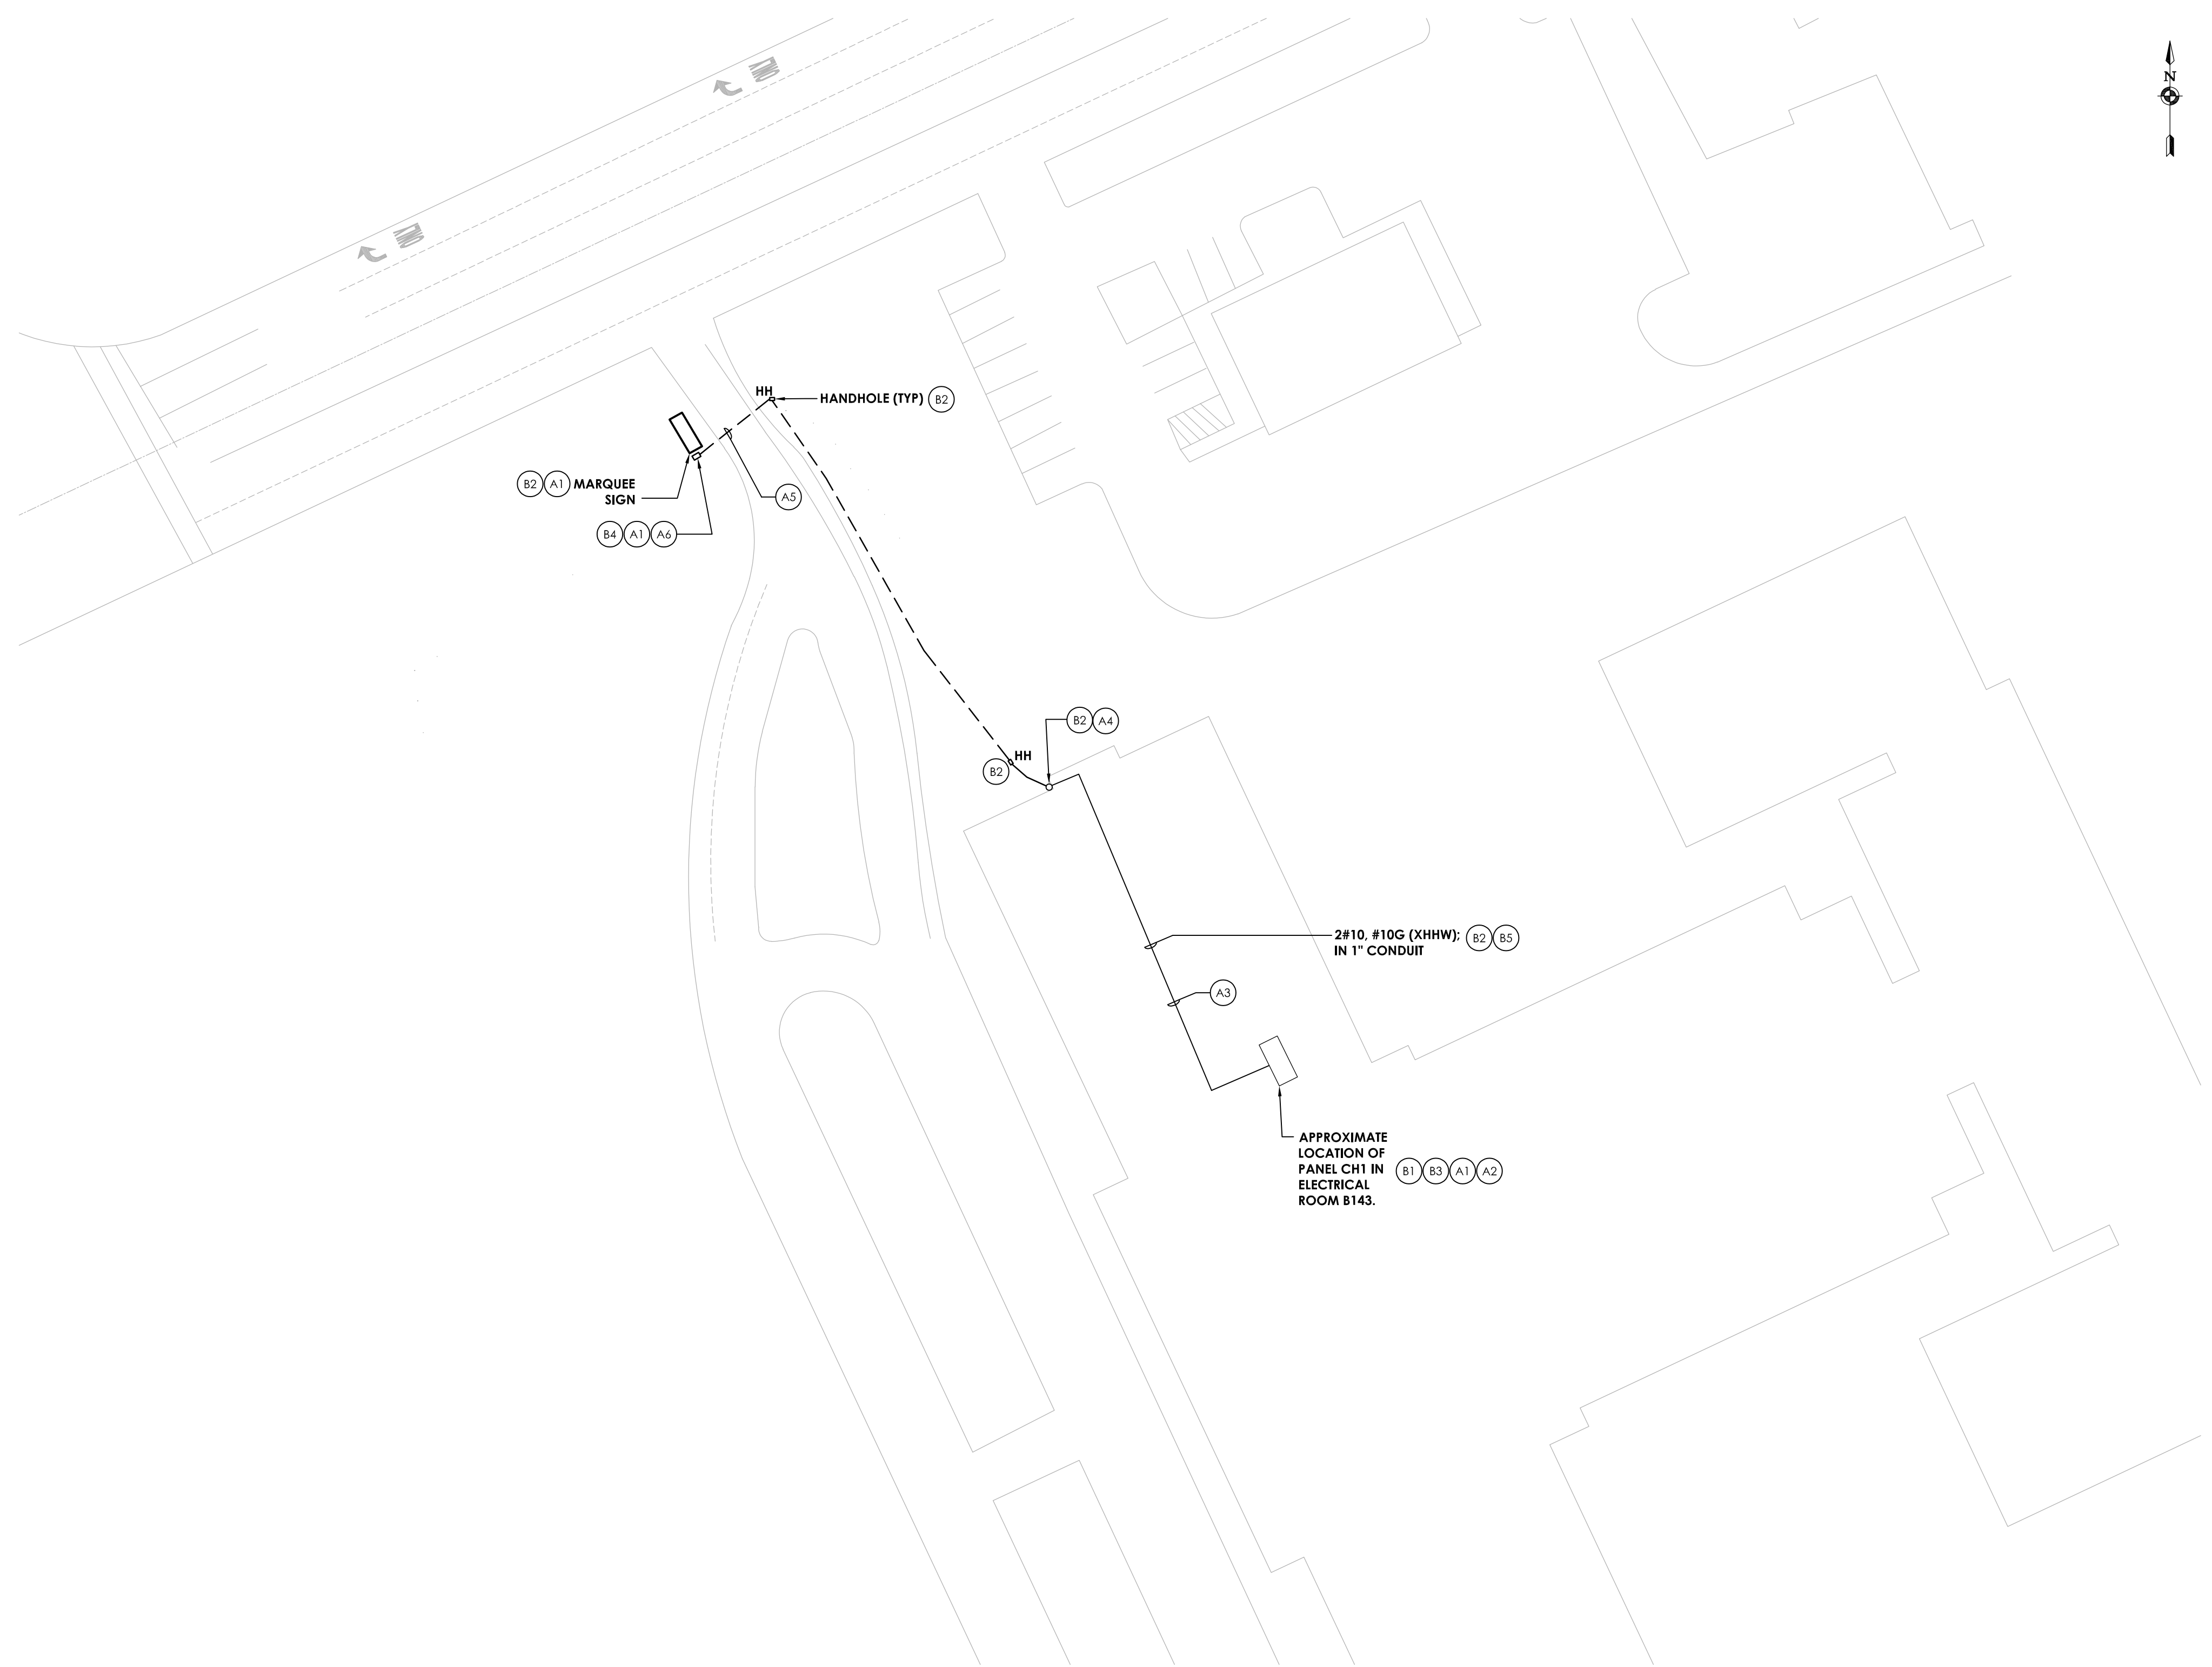 N
HH
HANDHOLE (TYP) B2
B2 A1 MARQUEE
SIGN
A5
B4 A1 A6
B2 A4
HH
B2
2#10, #10G (XHHW); B2 B5
IN 1" CONDUIT
A3
APPROXIMATE
LOCATION OF
PANEL CH1 IN B1 B3 A1 A2
ELECTRICAL
ROOM B143.